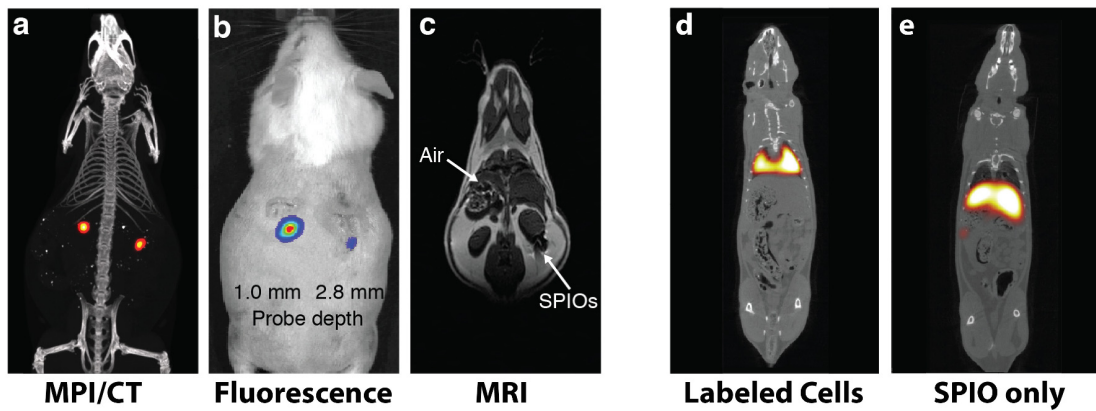 a
b
c
d
e
Air
1.0 mm 2.8 mm
Probe depth
SPIOs
MPI/CT
Fluorescence
MRI
Labeled Cells
SPIO only